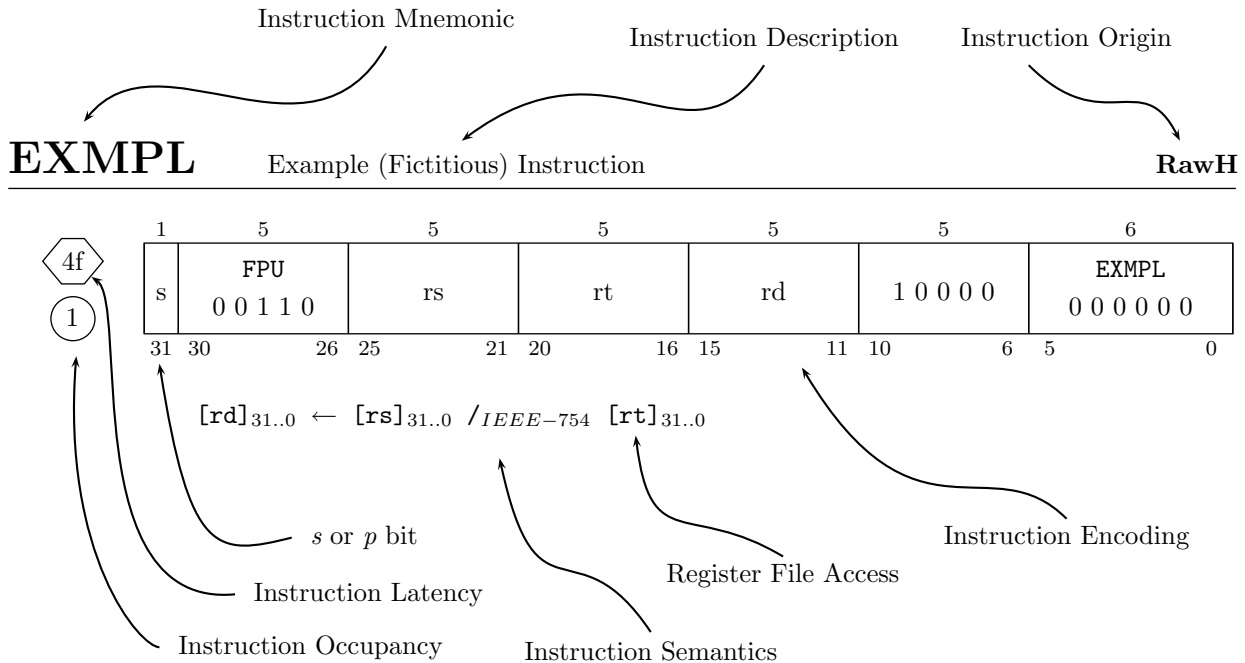 Instruction Mnemonic
Instruction Description
Instruction Origin
EXMPL Example (Fictitious) Instruction RawH
1 5 5 5 5 5 6
4f
1
s
FPU
0 0 1 1 0
rs
rt
rd
1 0 0 0 0
EXMPL
0 0 0 0 0 0
31 30 26 25 21 20 16 15 11 10 6 5 0
[rd]31..0 ← [rs]31..0 /IEEE−754 [rt]31..0
s or p bit
Instruction Encoding
Register File Access
Instruction Latency
Instruction Occupancy
Instruction Semantics